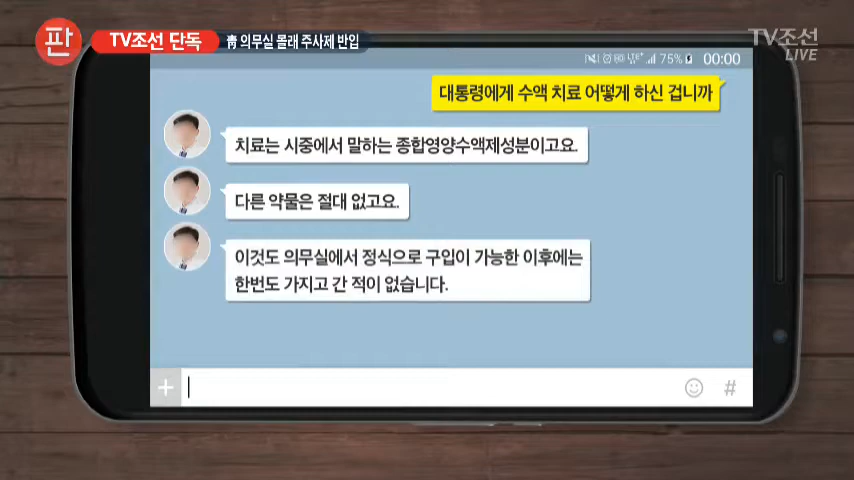 판
TV조선 단독
靑 의무실 몰래 주사제 반입
TV조선
LIVE
75% 00:00
대통령에게 수액 치료 어떻게 하신 겁니까
치료는 시중에서 말하는 종합영양수액제성분이고요.
다른 약물은 절대 없고요.
이것도 의무실에서 정식으로 구입이 가능한 이후에는
한번도 가지고 간 적이 없습니다.
+
#